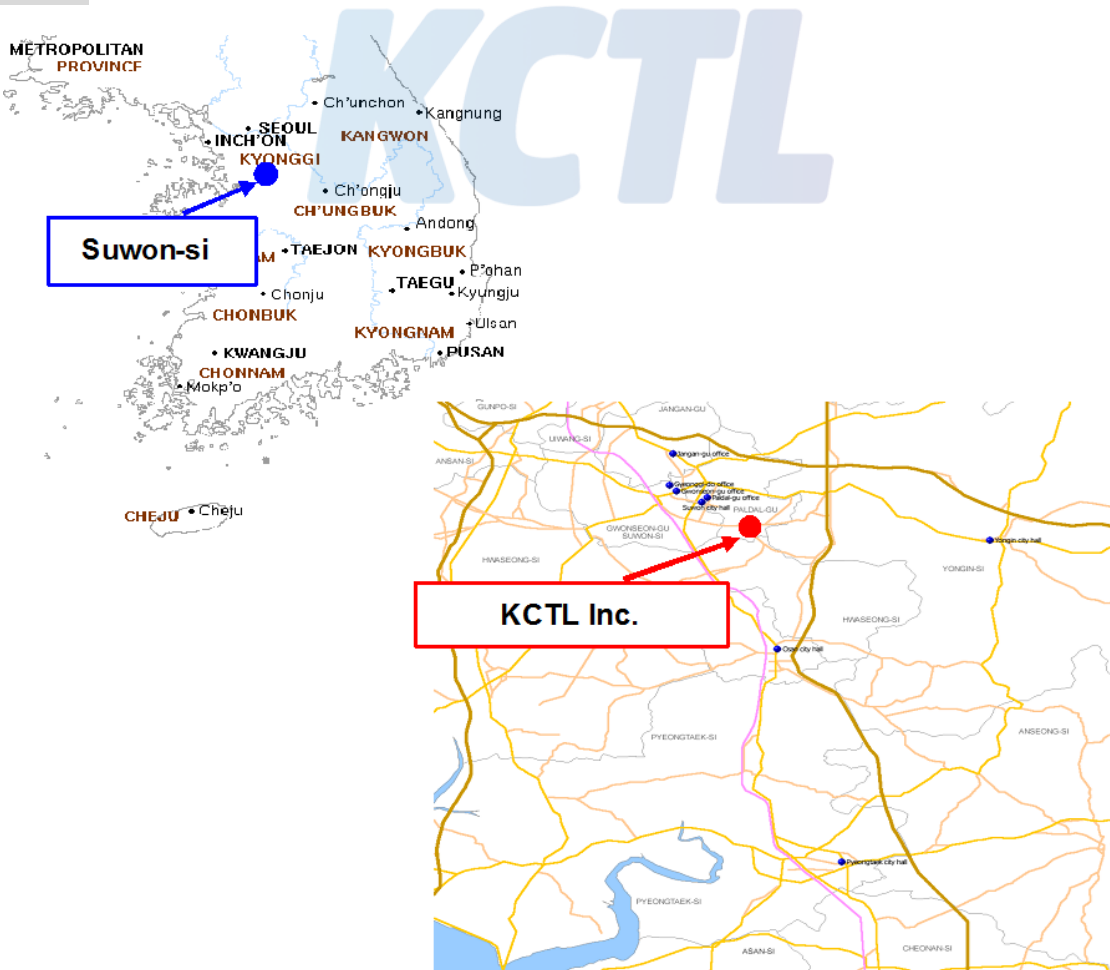 KCTL
METROPOLITAN
PROVINCE
Ch'unchon
Kangnung
SEOUL
KANGWON
INCH'ON
KYONGGI
Ch'ongju
CH'UNGBUK
Suwon-si
Andong
AM
TAEJON
KYONGBUK
P'ohan
TAEGU
Kyungju
Chonju
CHONBUK
Ulsan
KYONGNAM
KWANGJU
PUSAN
CHONNAM
Mokp'o
CHEJU
Cheju
GUNPO-SI
JANGAN-GU
UIWANG-SI
Jangan-gu office
ANSAN-SI
Gyeonggi-do office
Gwonseon-gu office
Paldal-gu office
Suwon city hall
PALDAL-GU
GWONSEON-GU
SUWON-SI
Yongin city hall
HWASEONG-SI
YONGIN-SI
KCTL Inc.
HWASEONG-SI
Osan city hall
ANSEONG-SI
PYEONGTAEK-SI
Pyeongtaek city hall
PYEONGTAEK-SI
ASAN-SI
CHEONAN-SI